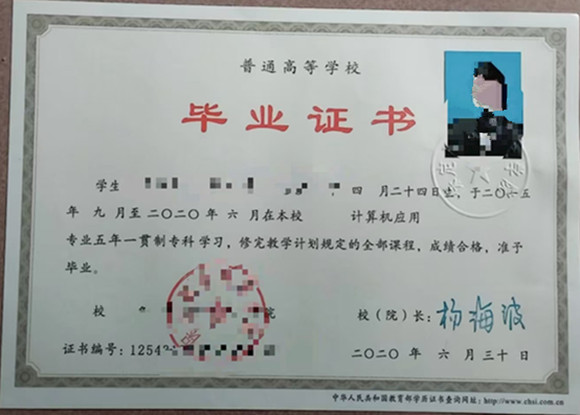 普通高等学校
毕业证书
学生 四 月二十四日生，于二〇一五
年 九 月至二〇二〇年 六 月在本校 计算机应用
专业五年一贯制专科学习，修完教学计划规定的全部课程，成绩合格，准予
毕业。
校 院 校（院）长：杨海波
证书编号：1254 二〇二〇 年 六 月 三十 日
中华人民共和国教育部学历证书查询网址：http://www.chsi.com.cn